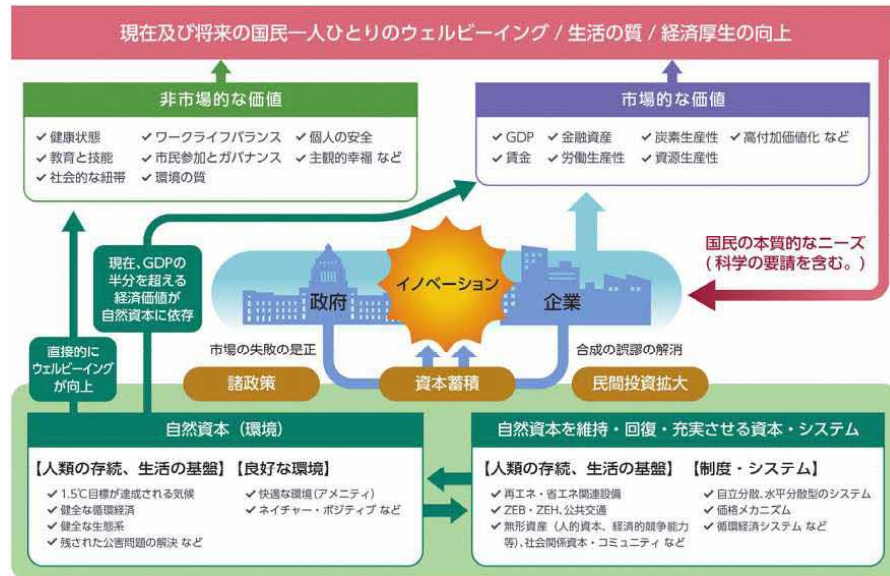 現在及び将来の国民一人ひとりのウェルビーイング / 生活の質 / 経済厚生の向上
非市場的な価値
✓ 健康状態
✓ 教育と技能
✓ 社会的な紐帯
✓ ワークライフバランス
✓ 市民参加とガバナンス
✓ 環境の質
✓ 個人の安全
✓ 主観的幸福 など
市場的な価値
✓ GDP
✓ 賃金
✓ 金融資産
✓ 労働生産性
✓ 炭素生産性
✓ 資源生産性
✓ 高付加価値化 など
現在、GDPの
半分を超える
経済価値が
自然資本に依存
直接的に
ウェルビーイング
が向上
政府
イノベーション
企業
国民の本質的なニーズ
(科学の要請を含む。)
市場の失敗の是正
合成の誤謬の解消
諸政策
資本蓄積
民間投資拡大
自然資本(環境)
【人類の存続、生活の基盤】
✓ 1.5℃目標が達成される気候
✓ 健全な循環経済
✓ 健全な生態系
✓ 残された公害問題の解決 など
【良好な環境】
✓ 快適な環境(アメニティ)
✓ ネイチャー・ポジティブ など
自然資本を維持・回復・充実させる資本・システム
【人類の存続、生活の基盤】
✓ 再エネ・省エネ関連設備
✓ ZEB・ZEH、公共交通
✓ 無形資産(人的資本、経済的競争能力
等)、社会関係資本・コミュニティ など
【制度・システム】
✓ 自立分散、水平分散型のシステム
✓ 価格メカニズム
✓ 循環経済システム など